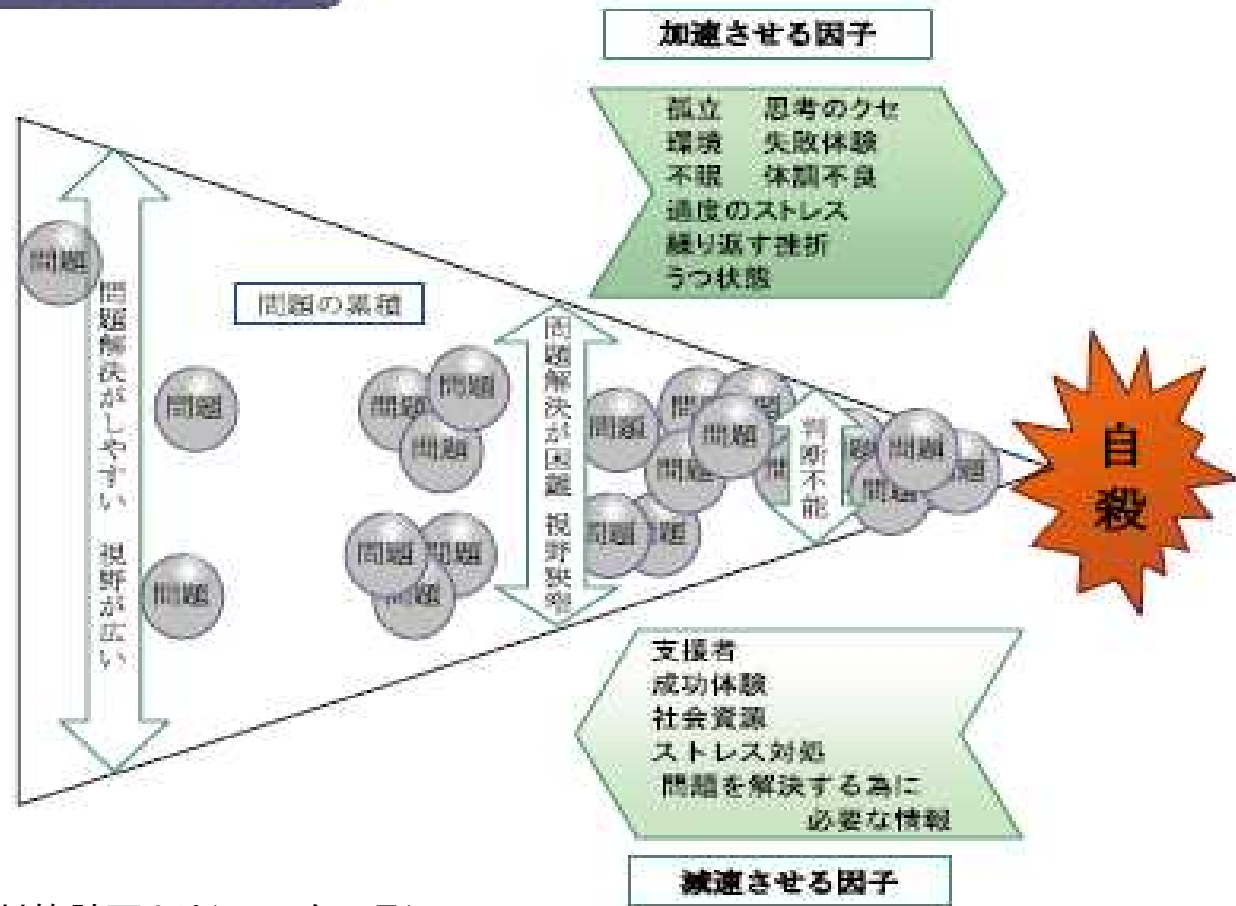 加速させる因子
孤立 思考のクセ
環境 失敗体験
不眠 体調不良
過度のストレス
繰り返す挫折
うつ状態
問題
問題解決がしやすい 視野が広い
問題の累積
問題
問題
問題
問題
問題
問題
問題
問題
問題解決が困難 視野狭窄
問題
問題
問題
問題
問題
問題
判断不能
問題
問題
問題
自殺
支援者
成功体験
社会資源
ストレス対処
問題を解決する為に
必要な情報
減速させる因子